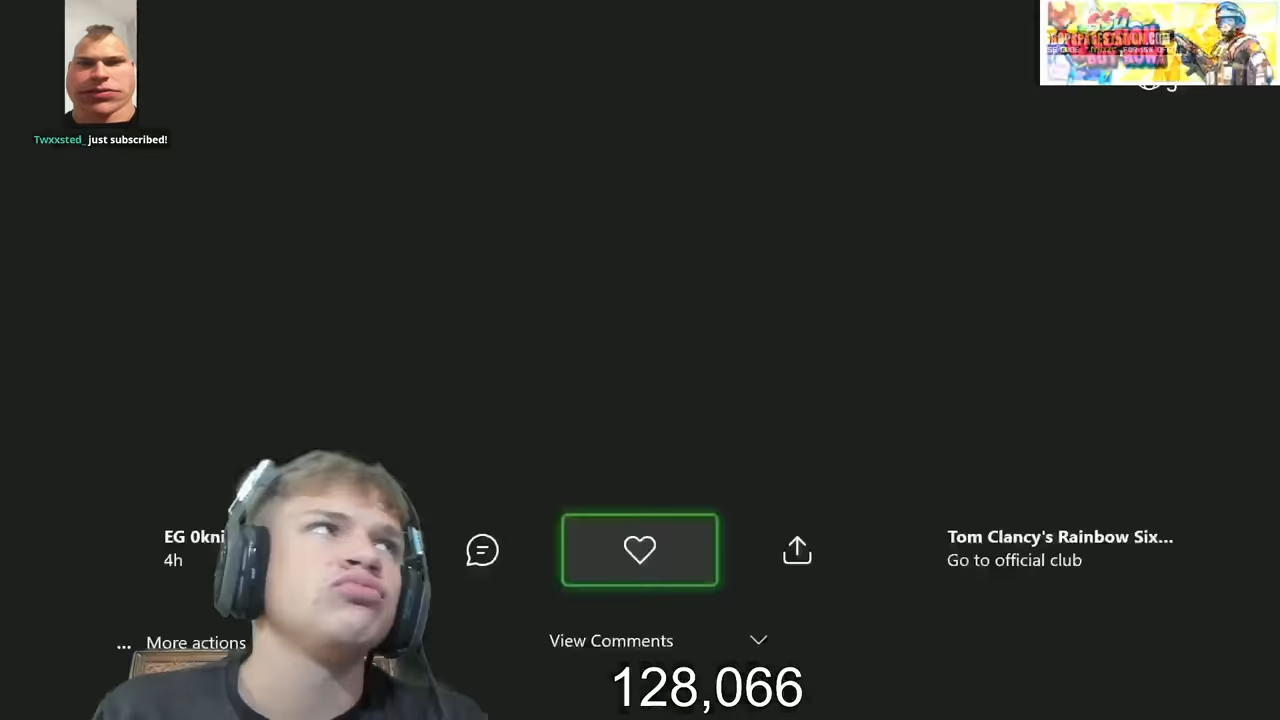 Twxxsted_ just subscribed!
EG 0kni
4h
Tom Clancy's Rainbow Six...
Go to official club
... More actions
View Comments
128,066